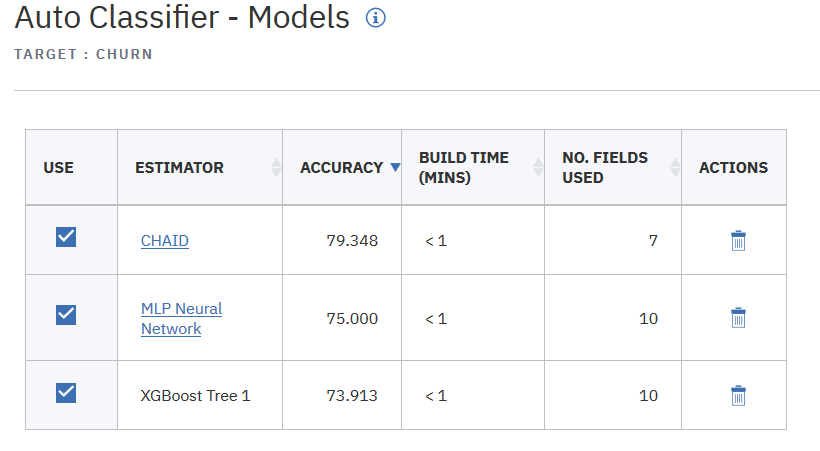 Auto Classifier - Models
TARGET : CHURN
USE ESTIMATOR ACCURACY BUILD TIME (MINS) NO. FIELDS USED ACTIONS
CHAID 79.348 < 1 7
MLP Neural Network 75.000 < 1 10
XGBoost Tree 1 73.913 < 1 10